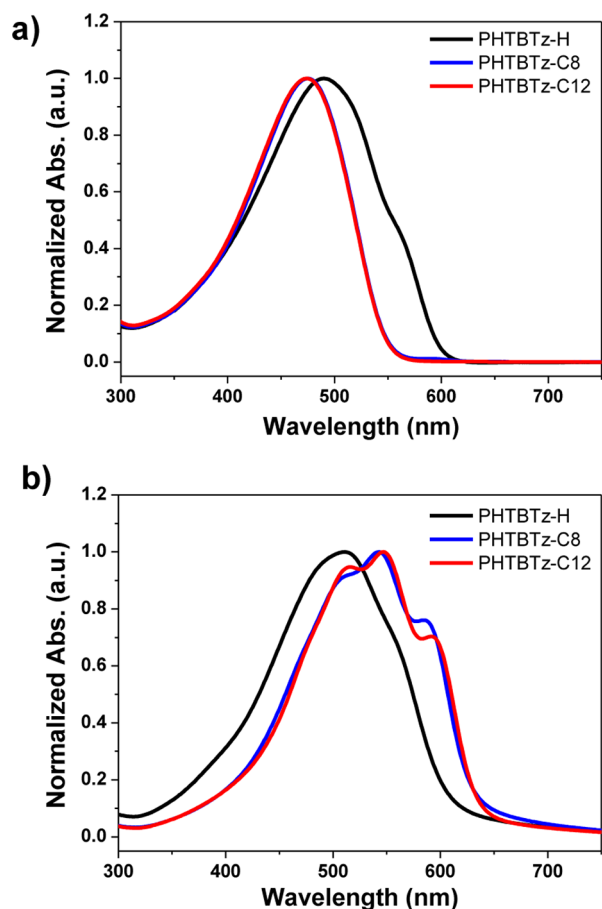 a)
PHTBTz-H
PHTBTz-C8
PHTBTz-C12
Normalized Abs. (a.u.)
1.2
1.0
0.8
0.6
0.4
0.2
0.0
300 400 500 600 700
Wavelength (nm)
b)
PHTBTz-H
PHTBTz-C8
PHTBTz-C12
Normalized Abs. (a.u.)
1.2
1.0
0.8
0.6
0.4
0.2
0.0
300 400 500 600 700
Wavelength (nm)